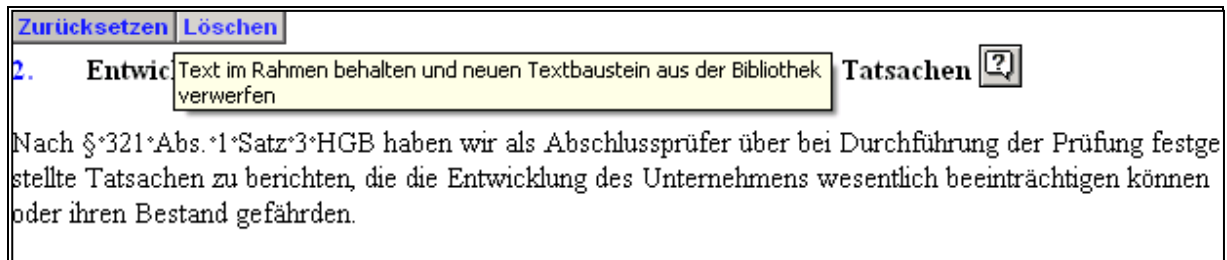 Zurücksetzen Löschen
2. Entwic Tatsachen
Text im Rahmen behalten und neuen Textbaustein aus der Bibliothek
verwerfen
Nach §°321°Abs.°1°Satz°3°HGB haben wir als Abschlussprüfer über bei Durchführung der Prüfung festge
stellte Tatsachen zu berichten, die die Entwicklung des Unternehmens wesentlich beeinträchtigen können
oder ihren Bestand gefährden.